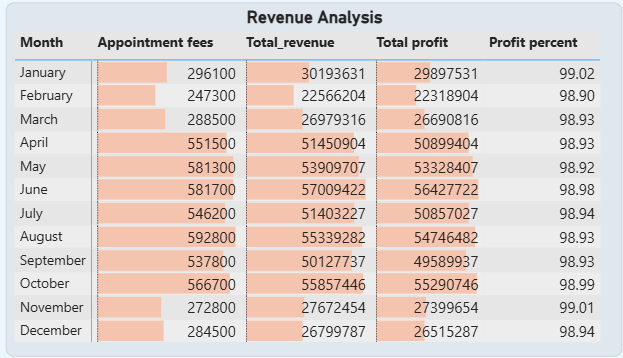 Revenue Analysis
Month Appointment fees Total_revenue Total profit Profit percent
January 296100 30193631 29897531 99.02
February 247300 22566204 22318904 98.90
March 288500 26979316 26690816 98.93
April 551500 51450904 50899404 98.93
May 581300 53909707 53328407 98.92
June 581700 57009422 56427722 98.98
July 546200 51403227 50857027 98.94
August 592800 55339282 54746482 98.93
September 537800 50127737 49589937 98.93
October 566700 55857446 55290746 98.99
November 272800 27672454 27399654 99.01
December 284500 26799787 26515287 98.94